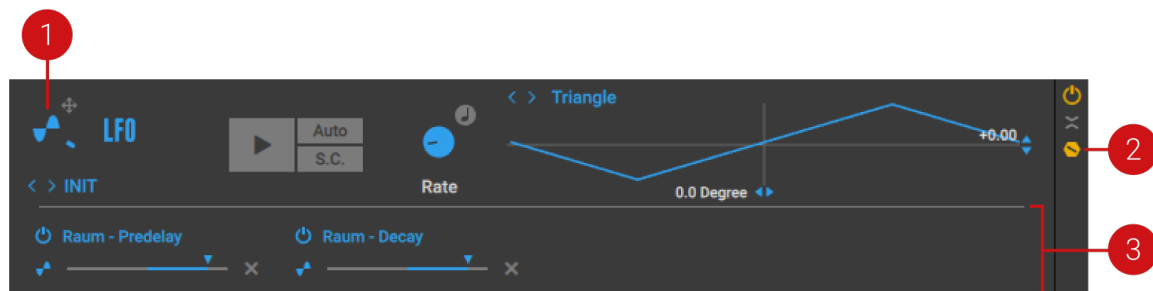 1
Triangle
LFO
Auto
S.C.
+0.00
2
INIT
Rate
0.0 Degree
Raum - Predelay
Raum - Decay
3